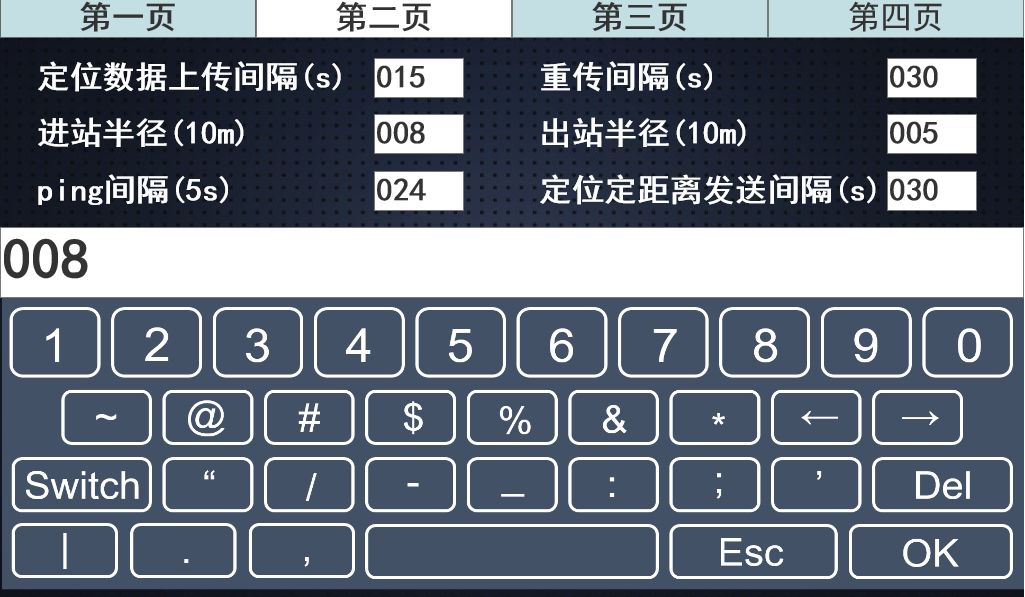 第一页 第二页 第三页 第四页
定位数据上传间隔(s) 015 重传间隔(s) 030
进站半径(10m) 008 出站半径(10m) 005
ping间隔(5s) 024 定位定距离发送间隔(s) 030
008
1 2 3 4 5 6 7 8 9 0
~ @ # $ % & * ← →
Switch “ / - _ : ; ’ Del
| . , Esc OK